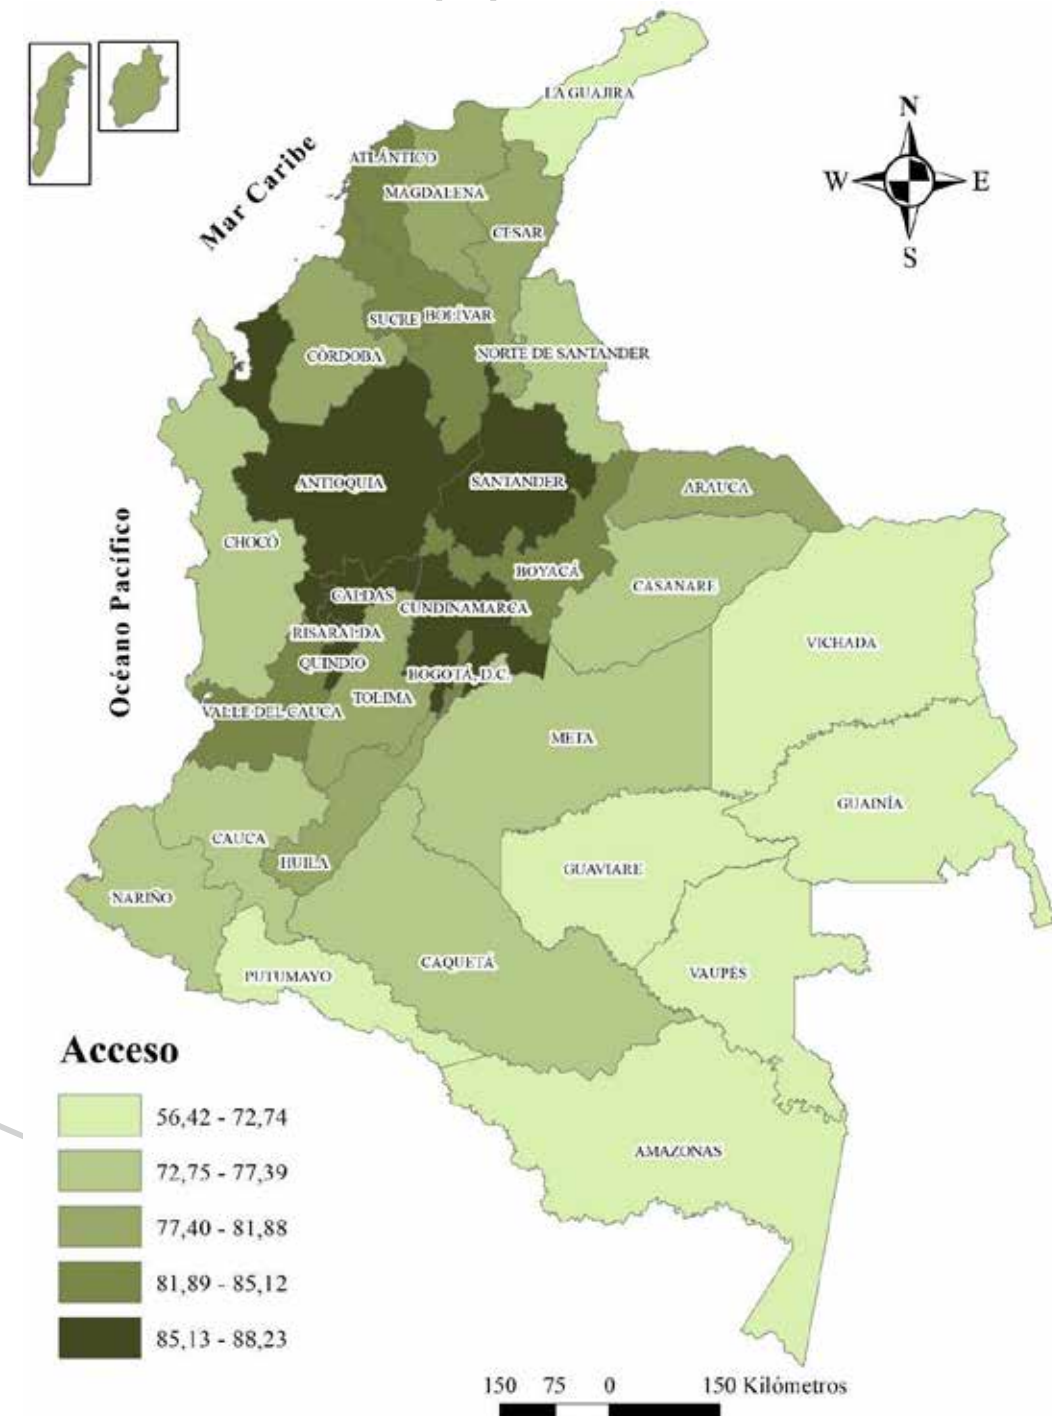 LA GUAJIRA
N
W E
S
Mar Caribe
ATLÁNTICO
MAGDALENA
CESAR
SUCRE
BOLÍVAR
CÓRDOBA
NORTE DE SANTANDER
ANTIOQUIA
SANTANDER
ARAUCA
CHOCÓ
Océano Pacífico
BOYACÁ
CASANARE
CALDAS
CUNDINAMARCA
RISARALDA
VICHADA
QUINDIO
BOGOTÁ, D.C.
TOLIMA
VALLE DEL CAUCA
META
GUAINÍA
CAUCA
HUILA
GUAVIARE
NARIÑO
CAQUETÁ
VAUPÉS
PUTUMAYO
AMAZONAS
Acceso
56,42 - 72,74
72,75 - 77,39
77,40 - 81,88
81,89 - 85,12
85,13 - 88,23
150 75 0 150 Kilómetros